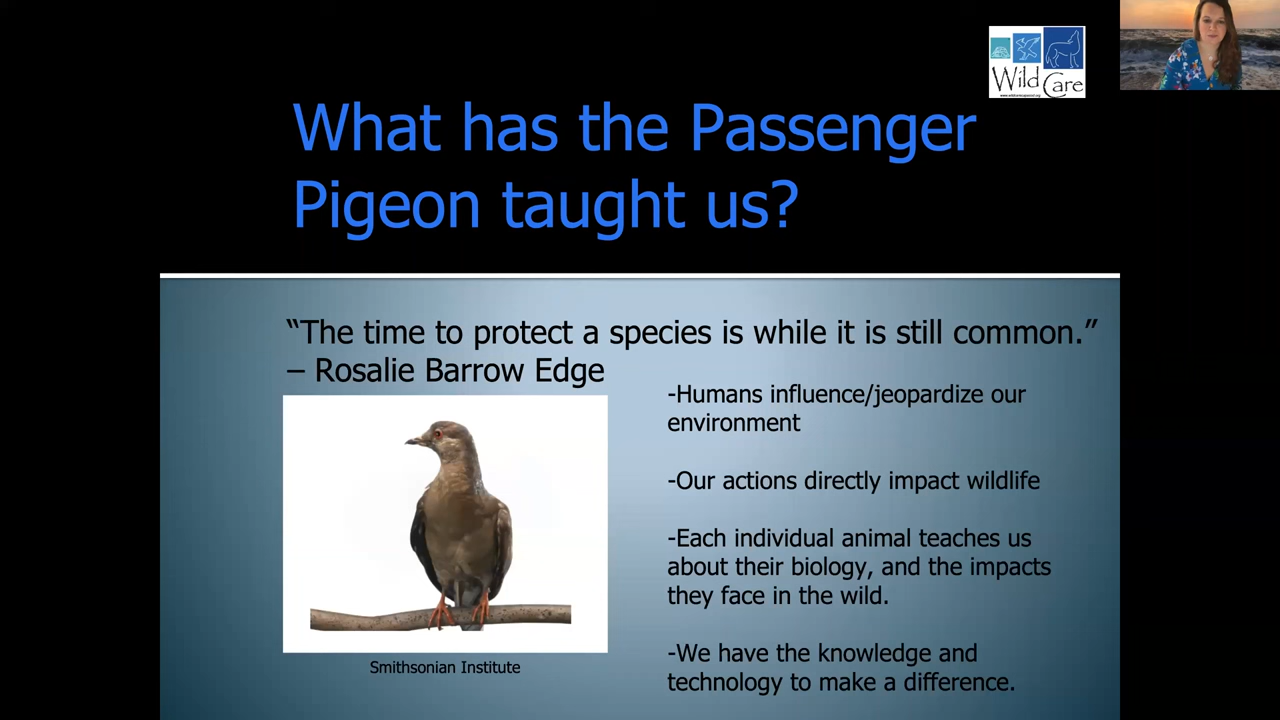 Wild Care
What has the Passenger
Pigeon taught us?
“The time to protect a species is while it is still common.”
– Rosalie Barrow Edge
-Humans influence/jeopardize our
environment
-Our actions directly impact wildlife
-Each individual animal teaches us
about their biology, and the impacts
they face in the wild.
-We have the knowledge and
technology to make a difference.
Smithsonian Institute